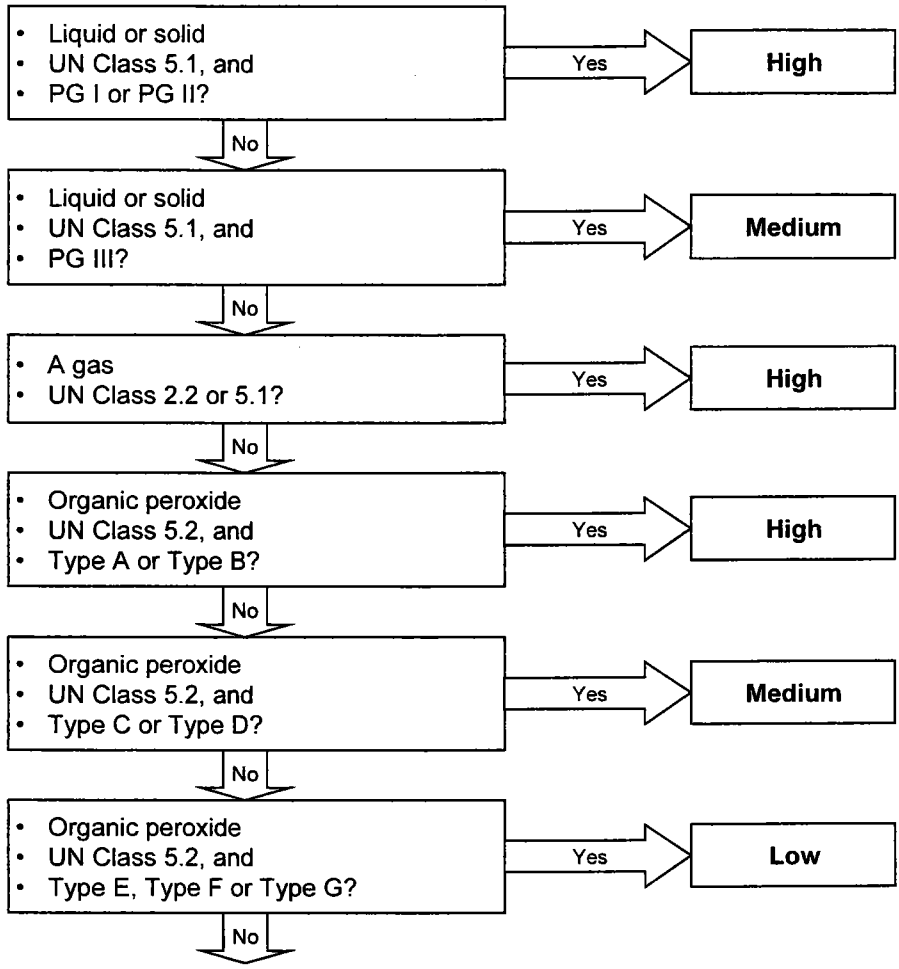 • Liquid or solid
• UN Class 5.1, and
• PG I or PG II?
Yes
High
No
• Liquid or solid
• UN Class 5.1, and
• PG III?
Yes
Medium
No
• A gas
• UN Class 2.2 or 5.1?
Yes
High
No
• Organic peroxide
• UN Class 5.2, and
• Type A or Type B?
Yes
High
No
• Organic peroxide
• UN Class 5.2, and
• Type C or Type D?
Yes
Medium
No
• Organic peroxide
• UN Class 5.2, and
• Type E, Type F or Type G?
Yes
Low
No